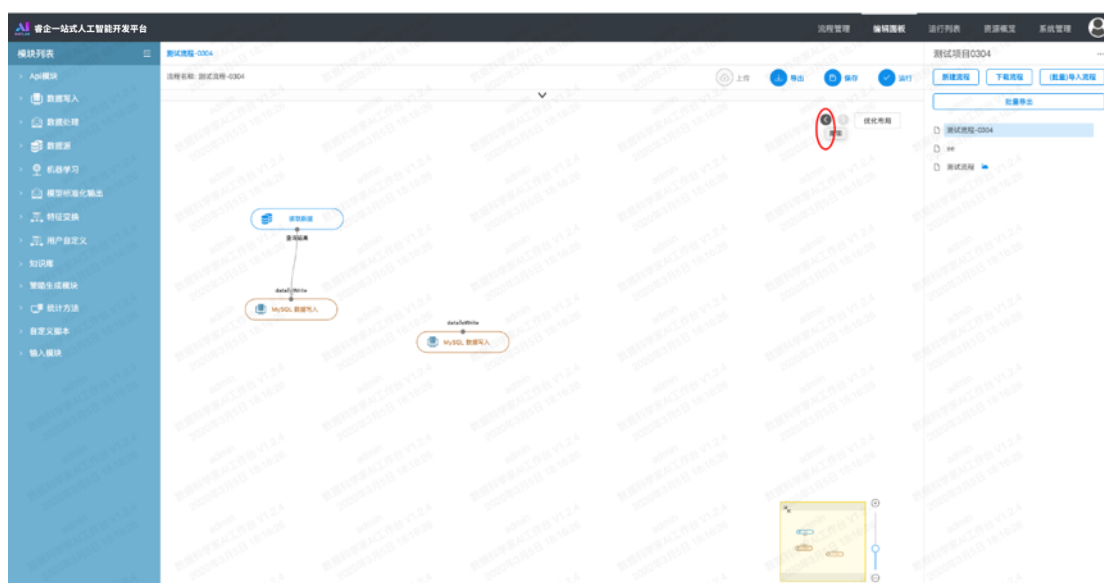 睿企一站式人工智能开发平台
流程管理 编辑面板 运行列表 资源概览 系统管理
模块列表
测试流程-0304
测试项目0304
流程名称: 测试流程-0304
上传 导出 保存 运行
新建流程 下载流程 (批量)导入流程
批量导出
Api模块
数据写入
数据处理
数据源
机器学习
模型标准化输出
特征变换
用户自定义
知识库
策略生成模块
统计方法
自定义脚本
输入模块
撤销
优化布局
测试流程-0304
测试流程
读取数据
查询结果
dataToWrite
MySQL 数据写入
dataToWrite
MySQL 数据写入